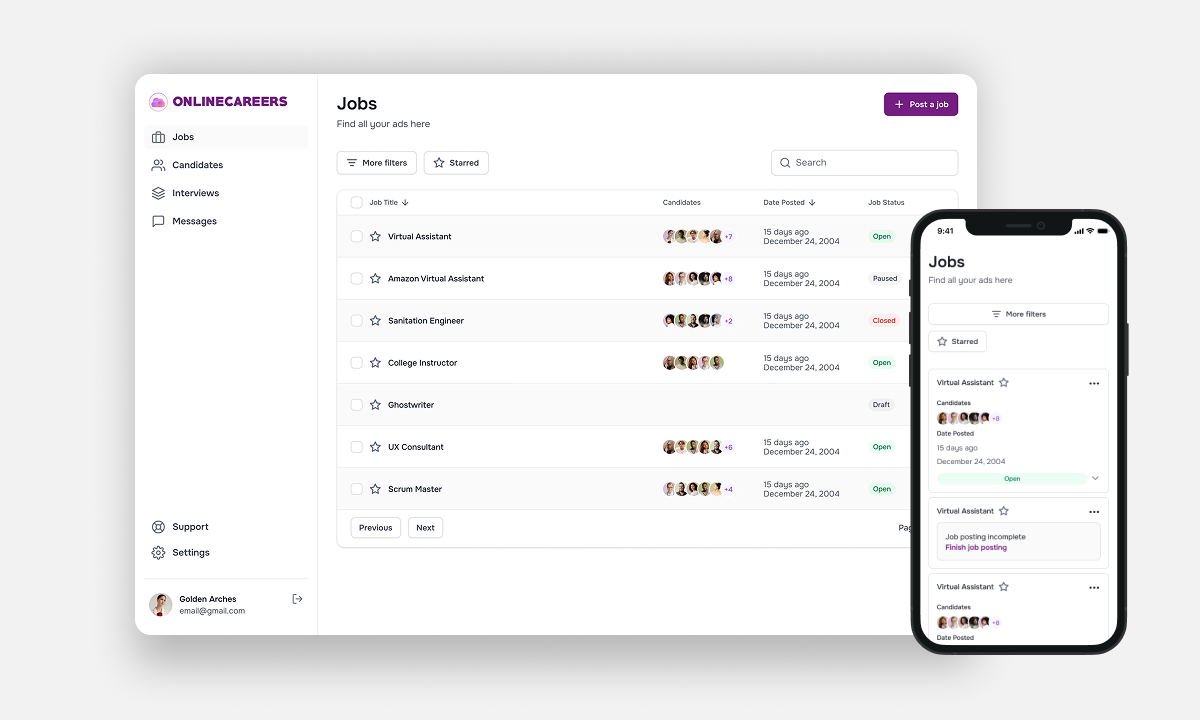 ONLINECAREERS
Jobs
Candidates
Interviews
Messages
Support
Settings
Golden Arches
email@gmail.com
Jobs
Find all your ads here
Post a job
More filters
Starred
Search
Job Title
Candidates
Date Posted
Job Status
Virtual Assistant
+7
15 days ago
December 24, 2004
Open
Amazon Virtual Assistant
+8
15 days ago
December 24, 2004
Paused
Sanitation Engineer
+2
15 days ago
December 24, 2004
Closed
College Instructor
15 days ago
December 24, 2004
Open
Ghostwriter
Draft
UX Consultant
+6
15 days ago
December 24, 2004
Open
Scrum Master
+4
15 days ago
December 24, 2004
Open
Previous
Next
9:41
Jobs
Find all your ads here
More filters
Starred
Virtual Assistant
Candidates
+8
Date Posted
15 days ago
December 24, 2004
Open
Virtual Assistant
Job posting incomplete
Finish job posting
Virtual Assistant
Candidates
+8
Date Posted